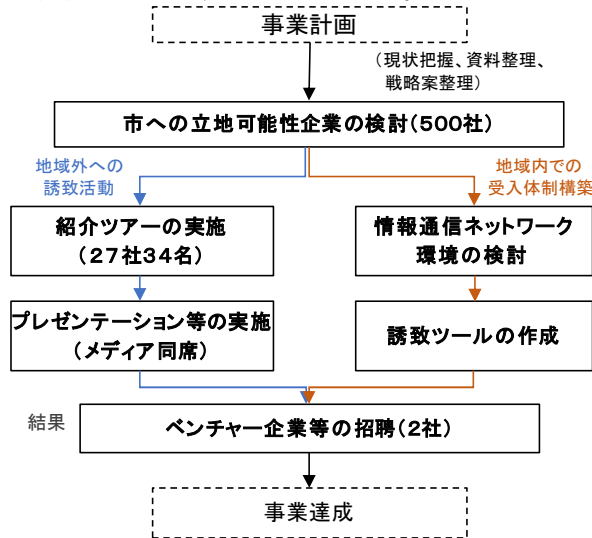 事業計画
（現状把握、資料整理、
戦略案整理）
市への立地可能性企業の検討（500社）
地域外への
誘致活動
地域内での
受入体制構築
紹介ツアーの実施
（27社34名）
情報通信ネットワーク
環境の検討
プレゼンテーション等の実施
（メディア同席）
誘致ツールの作成
結果
ベンチャー企業等の招聘（2社）
事業達成